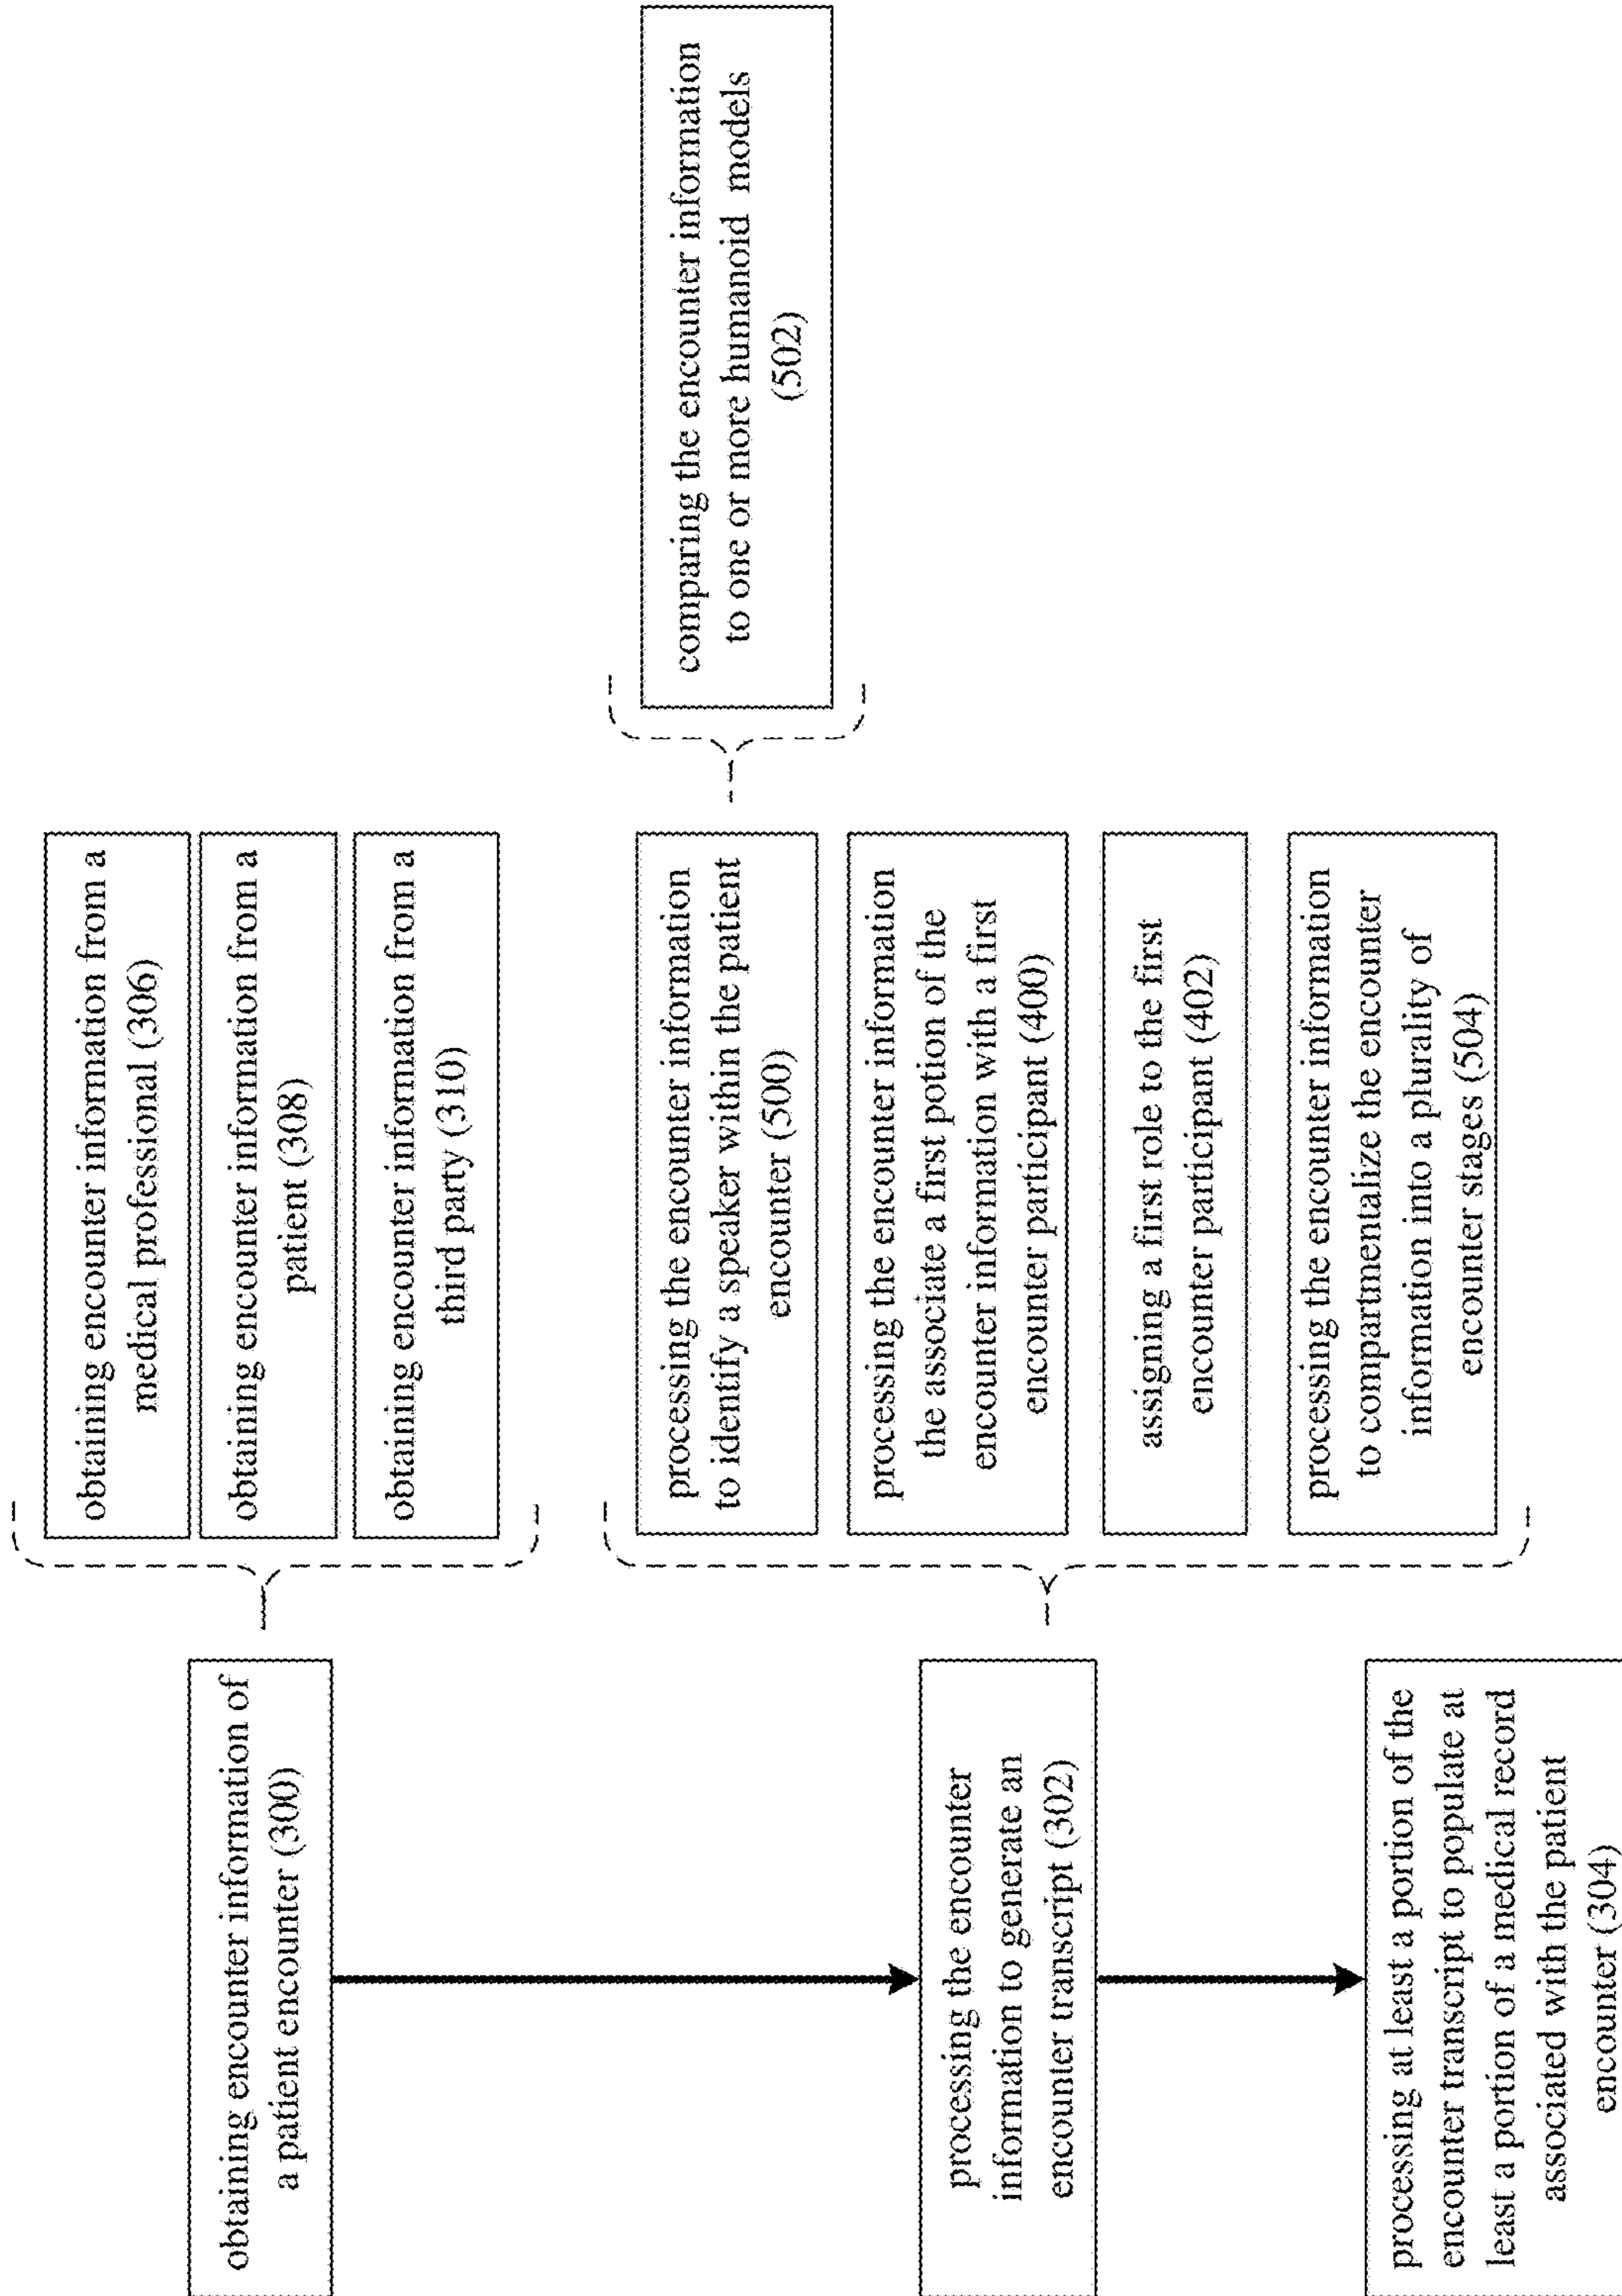 obtaining encounter information of
a patient encounter (300)
obtaining encounter information from a
medical professional (306)
obtaining encounter information from a
patient (308)
obtaining encounter information from a
third party (310)
processing the encounter
information to generate an
encounter transcript (302)
processing the encounter information
to identify a speaker within the patient
encounter (500)
comparing the encounter information
to one or more humanoid models
(502)
processing the encounter information
the associate a first potion of the
encounter information with a first
encounter participant (400)
assigning a first role to the first
encounter participant (402)
processing the encounter information
to compartmentalize the encounter
information into a plurality of
encounter stages (504)
processing at least a portion of the
encounter transcript to populate at
least a portion of a medical record
associated with the patient
encounter (304)